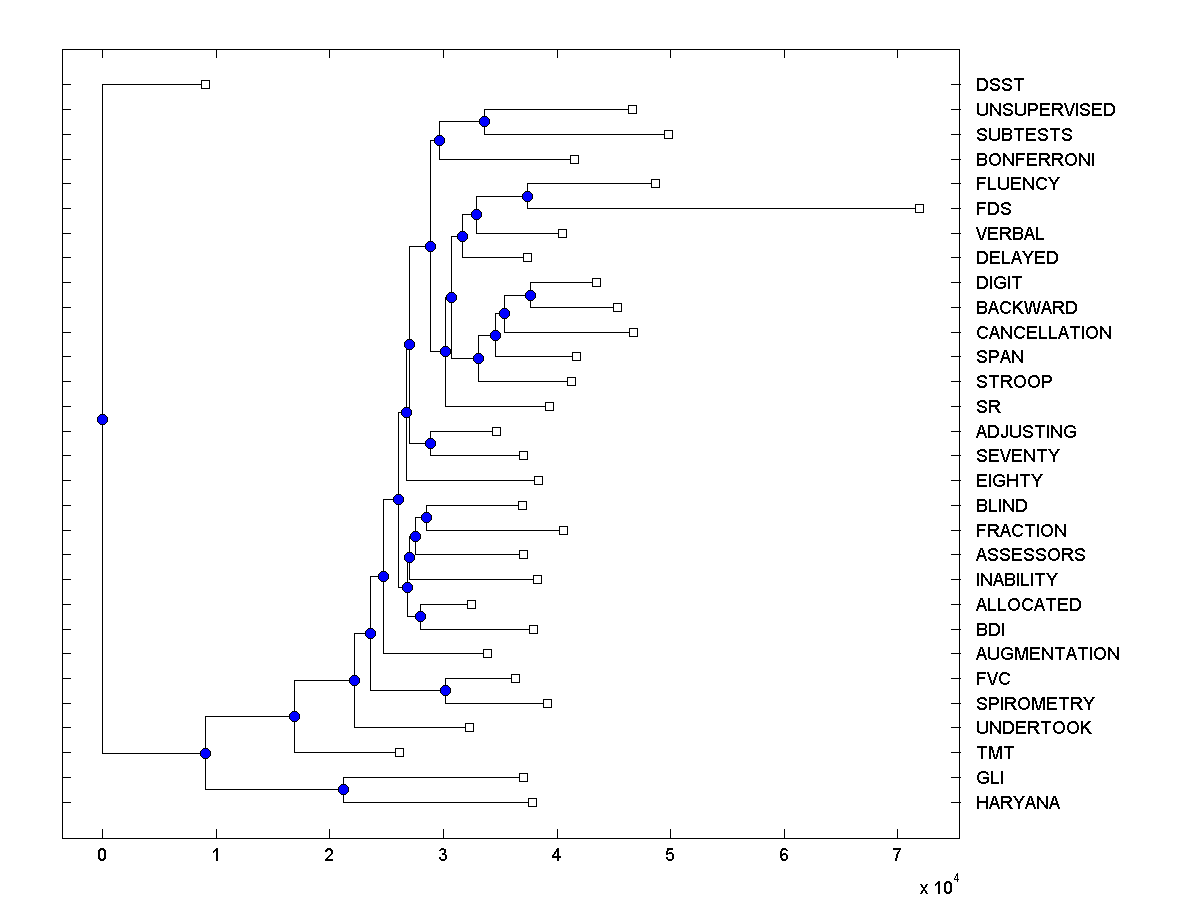 DSST
UNSUPERVISED
SUBTESTS
BONFERRONI
FLUENCY
FDS
VERBAL
DELAYED
DIGIT
BACKWARD
CANCELLATION
SPAN
STROOP
SR
ADJUSTING
SEVENTY
EIGHTY
BLIND
FRACTION
ASSESSORS
INABILITY
ALLOCATED
BDI
AUGMENTATION
FVC
SPIROMETRY
UNDERTOOK
TMT
GLI
HARYANA
0 1 2 3 4 5 6 7
x 10^4